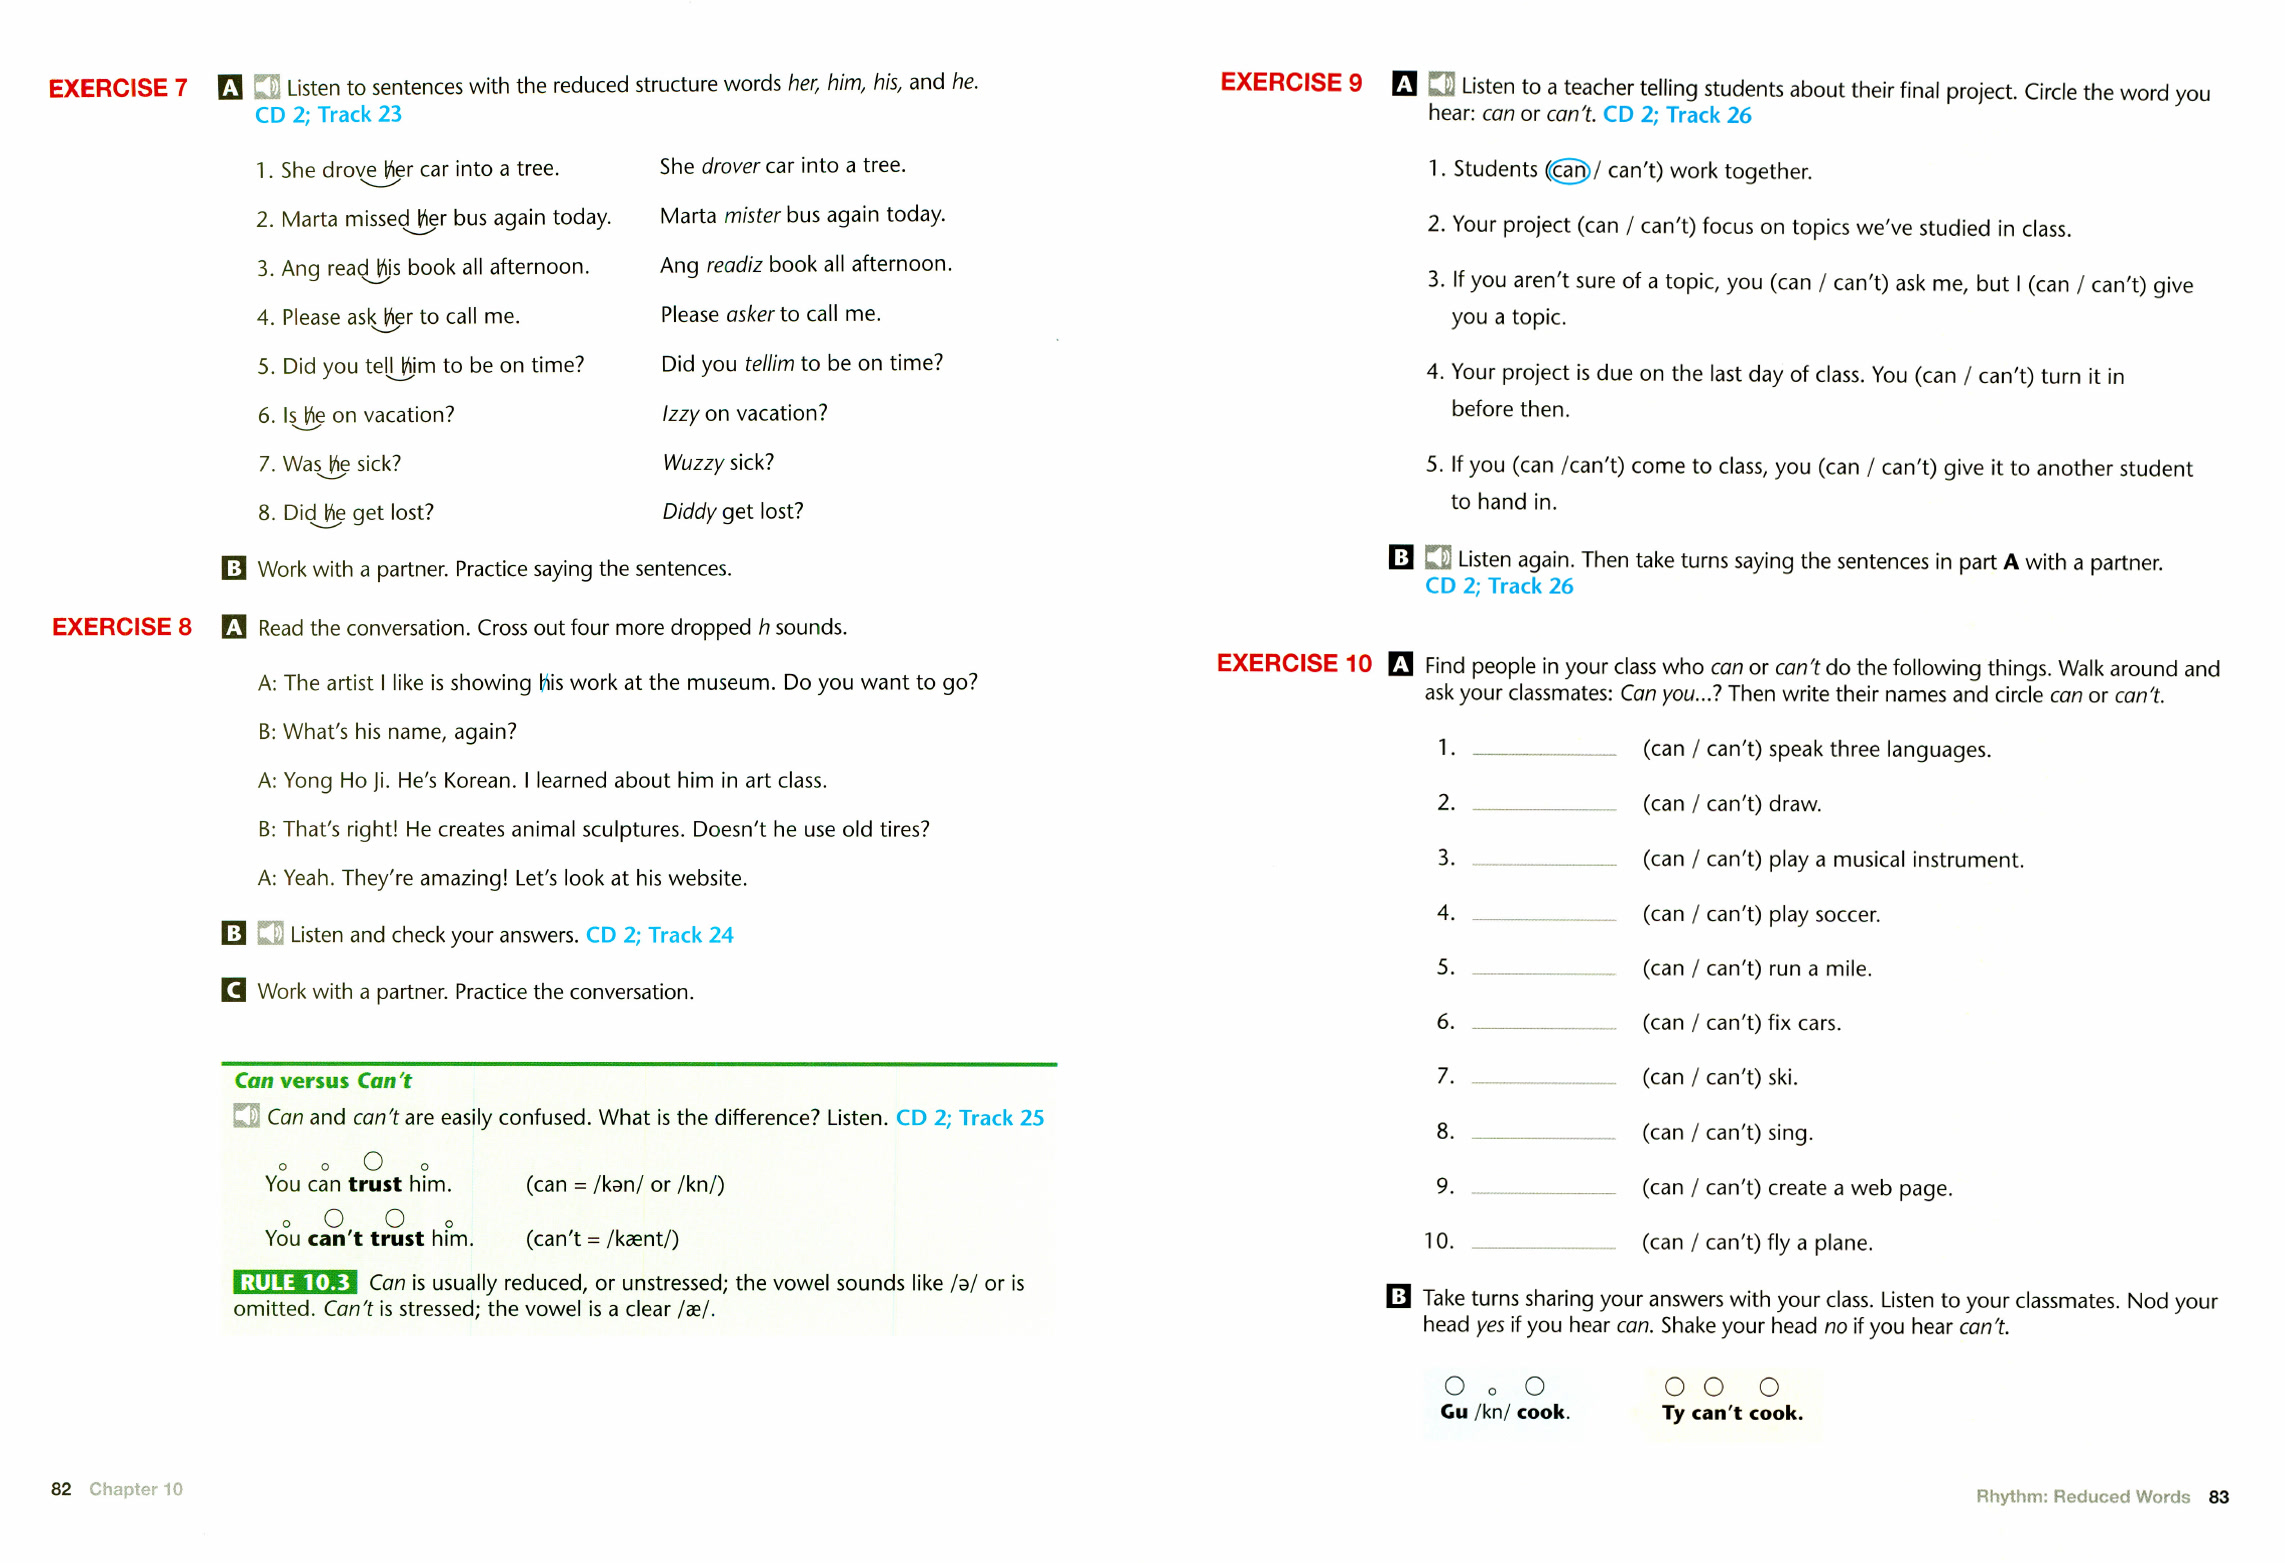 EXERCISE 7 A Listen to sentences with the reduced structure words her, him, his, and he.
CD 2; Track 23
1. She drove her car into a tree. She drover car into a tree.
2. Marta missed her bus again today. Marta mister bus again today.
3. Ang read his book all afternoon. Ang readiz book all afternoon.
4. Please ask her to call me. Please asker to call me.
5. Did you tell him to be on time? Did you tellim to be on time?
6. Is he on vacation? Izzy on vacation?
7. Was he sick? Wuzzy sick?
8. Did he get lost? Diddy get lost?
B Work with a partner. Practice saying the sentences.
EXERCISE 8 A Read the conversation. Cross out four more dropped h sounds.
A: The artist I like is showing his work at the museum. Do you want to go?
B: What's his name, again?
A: Yong Ho Ji. He's Korean. I learned about him in art class.
B: That's right! He creates animal sculptures. Doesn't he use old tires?
A: Yeah. They're amazing! Let's look at his website.
B Listen and check your answers. CD 2; Track 24
C Work with a partner. Practice the conversation.
Can versus Can't
Can and can't are easily confused. What is the difference? Listen. CD 2; Track 25
You can trust him. (can = /kən/ or /kn/)
You can't trust him. (can't = /kænt/)
RULE 10.3 Can is usually reduced, or unstressed; the vowel sounds like /ə/ or is
omitted. Can't is stressed; the vowel is a clear /æ/.
82 Chapter 10
EXERCISE 9 A Listen to a teacher telling students about their final project. Circle the word you
hear: can or can't. CD 2; Track 26
1. Students (can / can't) work together.
2. Your project (can / can't) focus on topics we've studied in class.
3. If you aren't sure of a topic, you (can / can't) ask me, but I (can / can't) give
you a topic.
4. Your project is due on the last day of class. You (can / can't) turn it in
before then.
5. If you (can /can't) come to class, you (can / can't) give it to another student
to hand in.
B Listen again. Then take turns saying the sentences in part A with a partner.
CD 2; Track 26
EXERCISE 10 A Find people in your class who can or can't do the following things. Walk around and
ask your classmates: Can you...? Then write their names and circle can or can't.
1. (can / can't) speak three languages.
2. (can / can't) draw.
3. (can / can't) play a musical instrument.
4. (can / can't) play soccer.
5. (can / can't) run a mile.
6. (can / can't) fix cars.
7. (can / can't) ski.
8. (can / can't) sing.
9. (can / can't) create a web page.
10. (can / can't) fly a plane.
B Take turns sharing your answers with your class. Listen to your classmates. Nod your
head yes if you hear can. Shake your head no if you hear can't.
Gu /kn/ cook. Ty can't cook.
Rhythm: Reduced Words 83